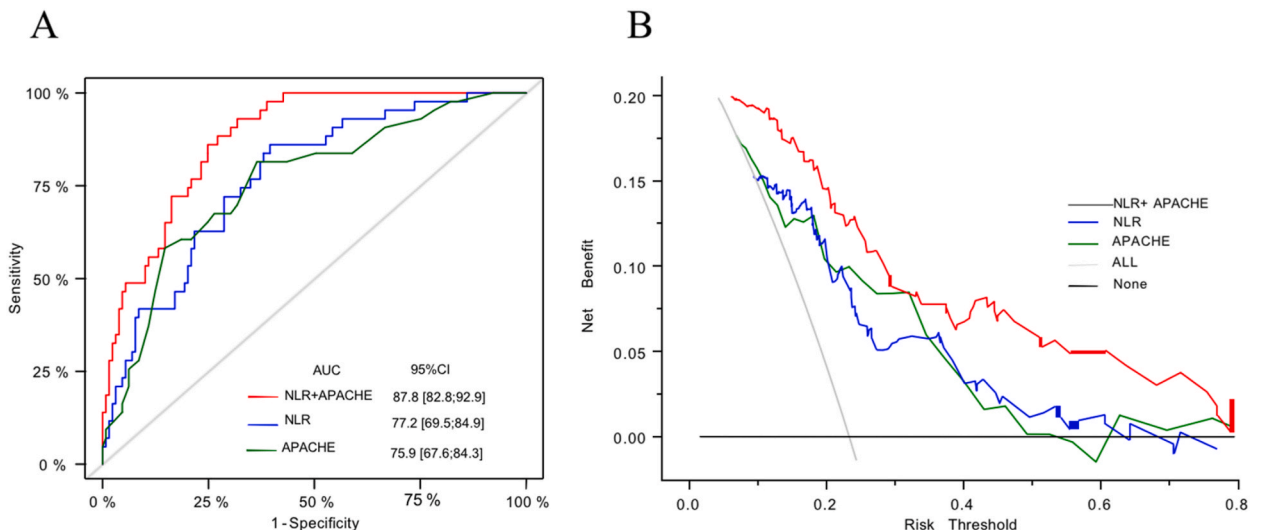 A
100 %
75 %
50 %
25 %
0 %
Sensitivity
AUC 95%CI
NLR+APACHE 87.8 [82.8;92.9]
NLR 77.2 [69.5;84.9]
APACHE 75.9 [67.6;84.3]
0 % 25 % 50 % 75 % 100 %
1-Specificity
B
0.20
0.15
0.10
0.05
0.00
Net Benefit
NLR+ APACHE
NLR
APACHE
ALL
None
0.0 0.2 0.4 0.6 0.8
Risk Threshold